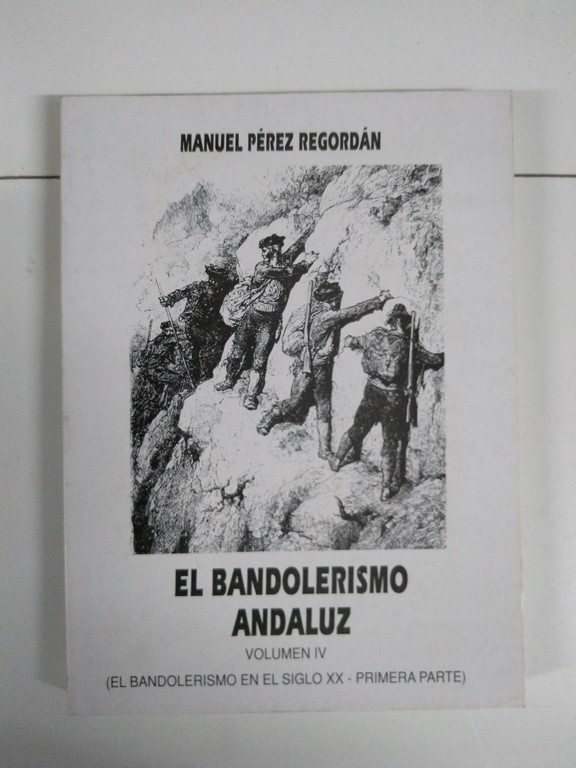 MANUEL PÉREZ REGORDÁN
EL BANDOLERISMO
ANDALUZ
VOLUMEN IV
(EL BANDOLERISMO EN EL SIGLO XX - PRIMERA PARTE)